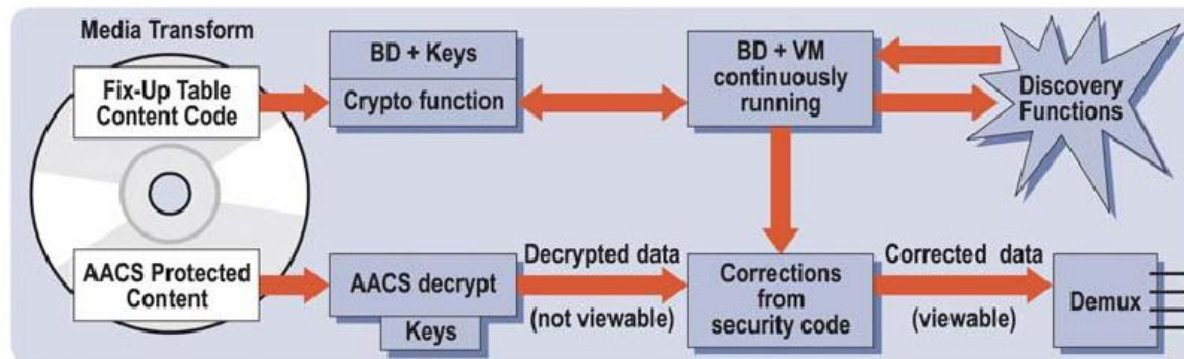 Media Transform
Fix-Up Table
Content Code
BD + Keys
Crypto function
BD + VM
continuously
running
Discovery
Functions
AACS Protected
Content
AACS decrypt
Keys
Decrypted data
(not viewable)
Corrections
from
security code
Corrected data
(viewable)
Demux